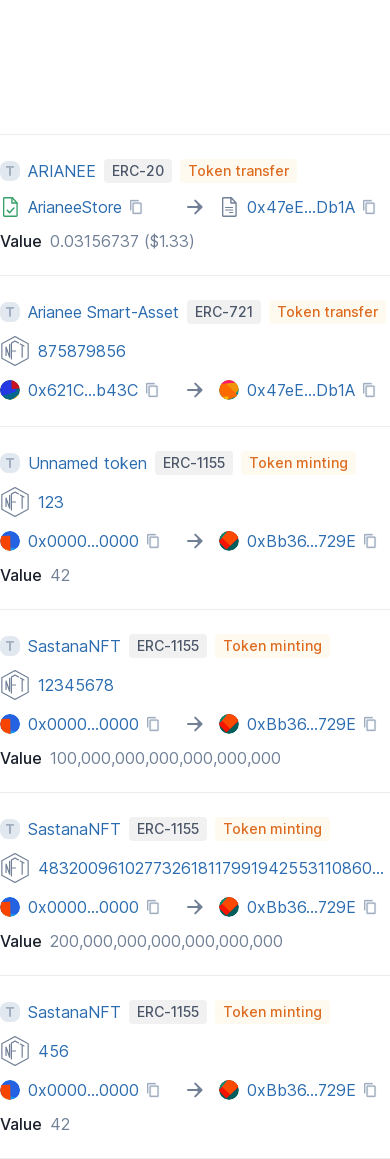 T ARIANEE ERC-20 Token transfer
ArianeeStore → 0x47eE...Db1A
Value 0.03156737 ($1.33)
T Arianee Smart-Asset ERC-721 Token transfer
NFT 875879856
0x621C...b43C → 0x47eE...Db1A
T Unnamed token ERC-1155 Token minting
NFT 123
0x0000...0000 → 0xBb36...729E
Value 42
T SastanaNFT ERC-1155 Token minting
NFT 12345678
0x0000...0000 → 0xBb36...729E
Value 100,000,000,000,000,000,000
T SastanaNFT ERC-1155 Token minting
NFT 48320096102773261811799194255311 0860...
0x0000...0000 → 0xBb36...729E
Value 200,000,000,000,000,000,000
T SastanaNFT ERC-1155 Token minting
NFT 456
0x0000...0000 → 0xBb36...729E
Value 42